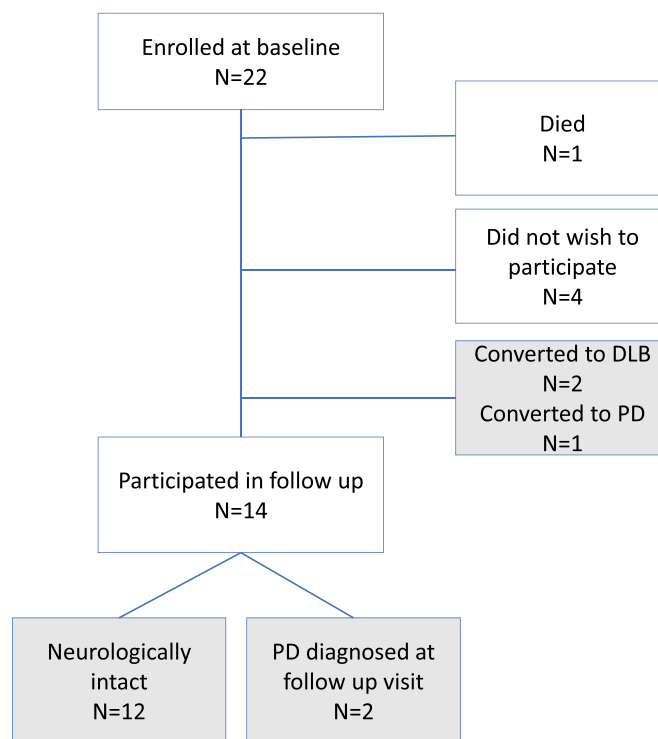 Enrolled at baseline
N=22
Died
N=1
Did not wish to
participate
N=4
Converted to DLB
N=2
Converted to PD
N=1
Participated in follow up
N=14
Neurologically
intact
N=12
PD diagnosed at
follow up visit
N=2